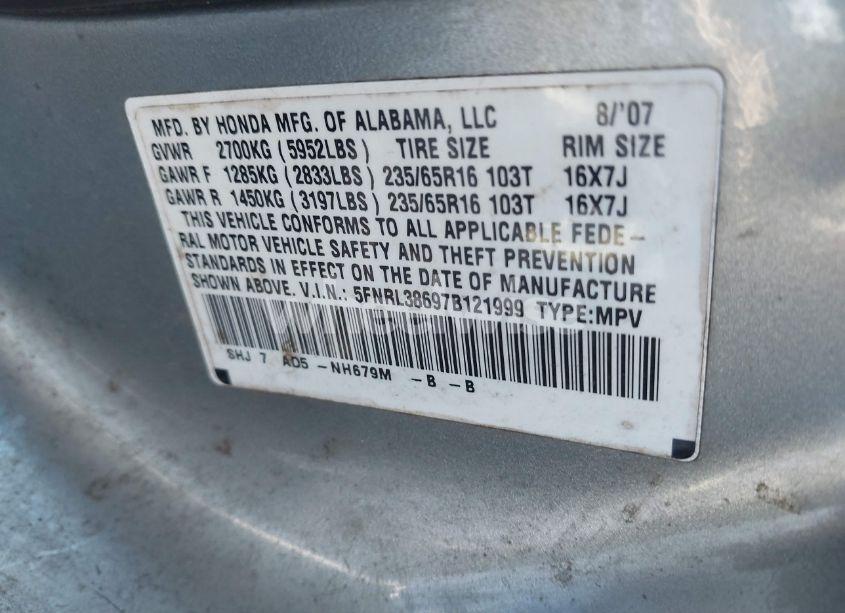 MFD. BY HONDA MFG. OF ALABAMA, LLC 8/'07
GVWR 2700KG (5952LBS) TIRE SIZE RIM SIZE
GAWR F 1285KG (2833LBS) 235/65R16 103T 16X7J
GAWR R 1450KG (3197LBS) 235/65R16 103T 16X7J
THIS VEHICLE CONFORMS TO ALL APPLICABLE FEDE-
RAL MOTOR VEHICLE SAFETY AND THEFT PREVENTION
STANDARDS IN EFFECT ON THE DATE OF MANUFACTURE
SHOWN ABOVE. V.I.N.: 5FNRL38697B121999 TYPE:MPV
SHJ 7 A05 -NH679M -B -B